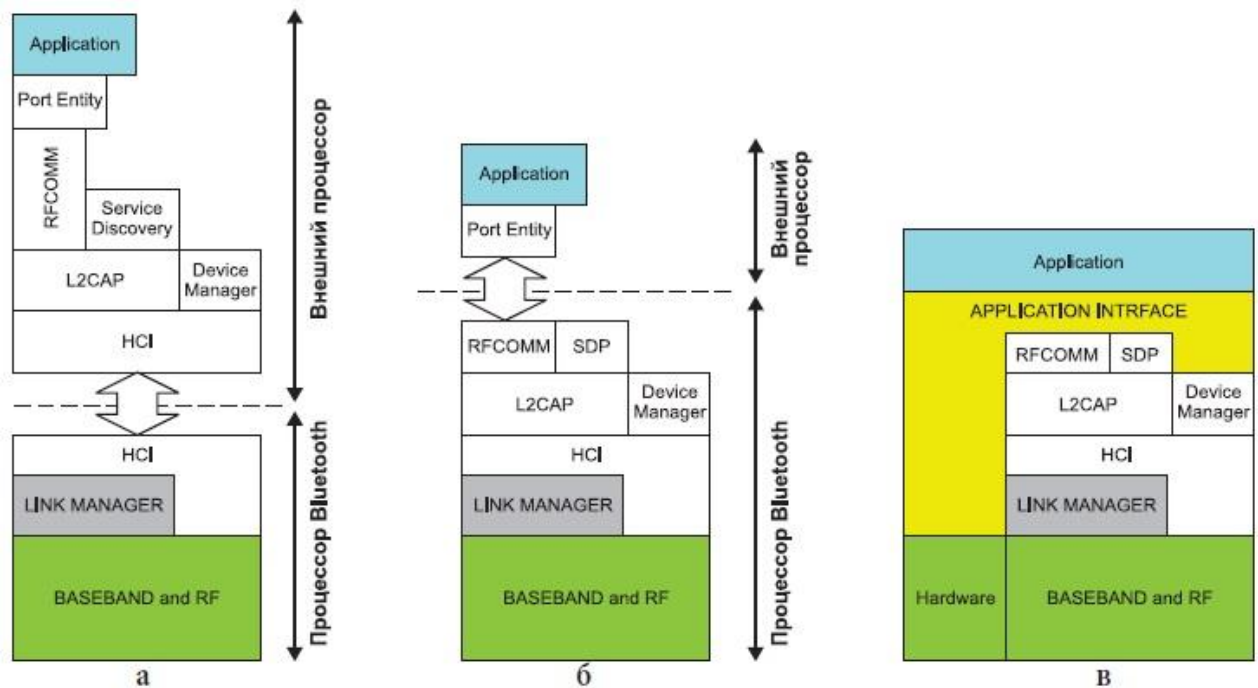 Application
Port Entity
RFCOMM
Service
Discovery
L2CAP
Device
Manager
HCI
HCI
LINK MANAGER
BASEBAND and RF
Внешний процессор
Процессор Bluetooth
а
Application
Port Entity
RFCOMM
SDP
L2CAP
Device
Manager
HCI
LINK MANAGER
BASEBAND and RF
Внешний
процессор
Процессор Bluetooth
б
Application
APPLICATION INTRFACE
RFCOMM
SDP
L2CAP
Device
Manager
HCI
LINK MANAGER
Hardware
BASEBAND and RF
в